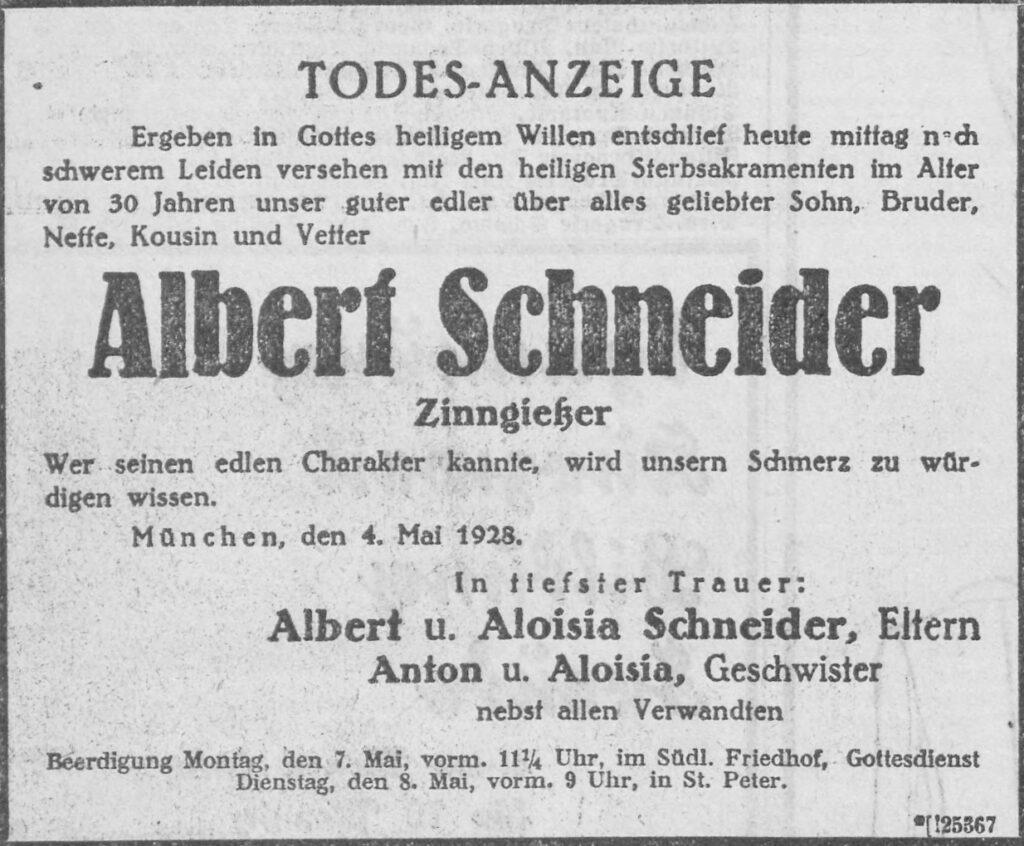 TODES-ANZEIGE
Ergeben in Gottes heiligem Willen entschlief heute mittag nach
schwerem Leiden versehen mit den heiligen Sterbsakramenten im Alter
von 30 Jahren unser guter edler über alles geliebter Sohn, Bruder,
Neffe, Kousin und Vetter
Albert Schneider
Zinngießer
Wer seinen edlen Charakter kannte, wird unsern Schmerz zu wür-
digen wissen.
München, den 4. Mai 1928.
In tiefster Trauer:
Albert u. Aloisia Schneider, Eltern
Anton u. Aloisia, Geschwister
nebst allen Verwandten
Beerdigung Montag, den 7. Mai, vorm. 11¼ Uhr, im Südl. Friedhof, Gottesdienst
Dienstag, den 8. Mai, vorm. 9 Uhr, in St. Peter.
*[!25367